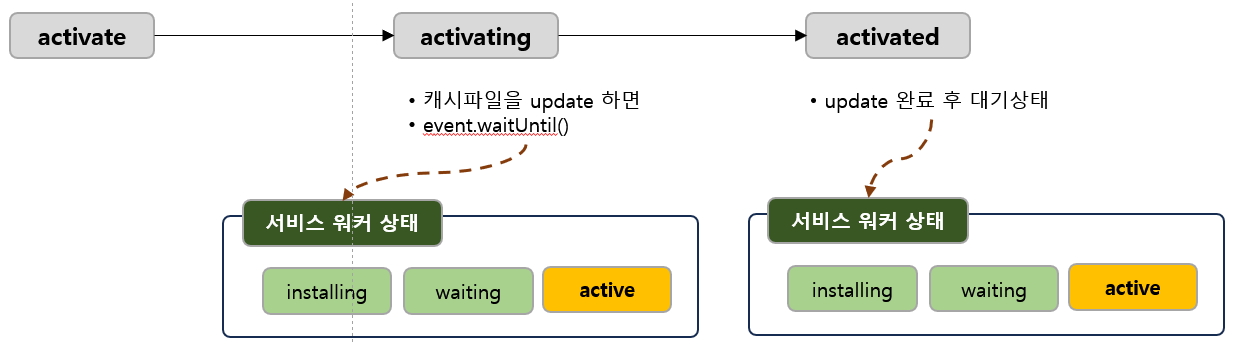 activate
activating
activated
• 캐시파일을 update 하면
• event.waitUntil()
• update 완료 후 대기상태
서비스 워커 상태
installing
waiting
active
서비스 워커 상태
installing
waiting
active